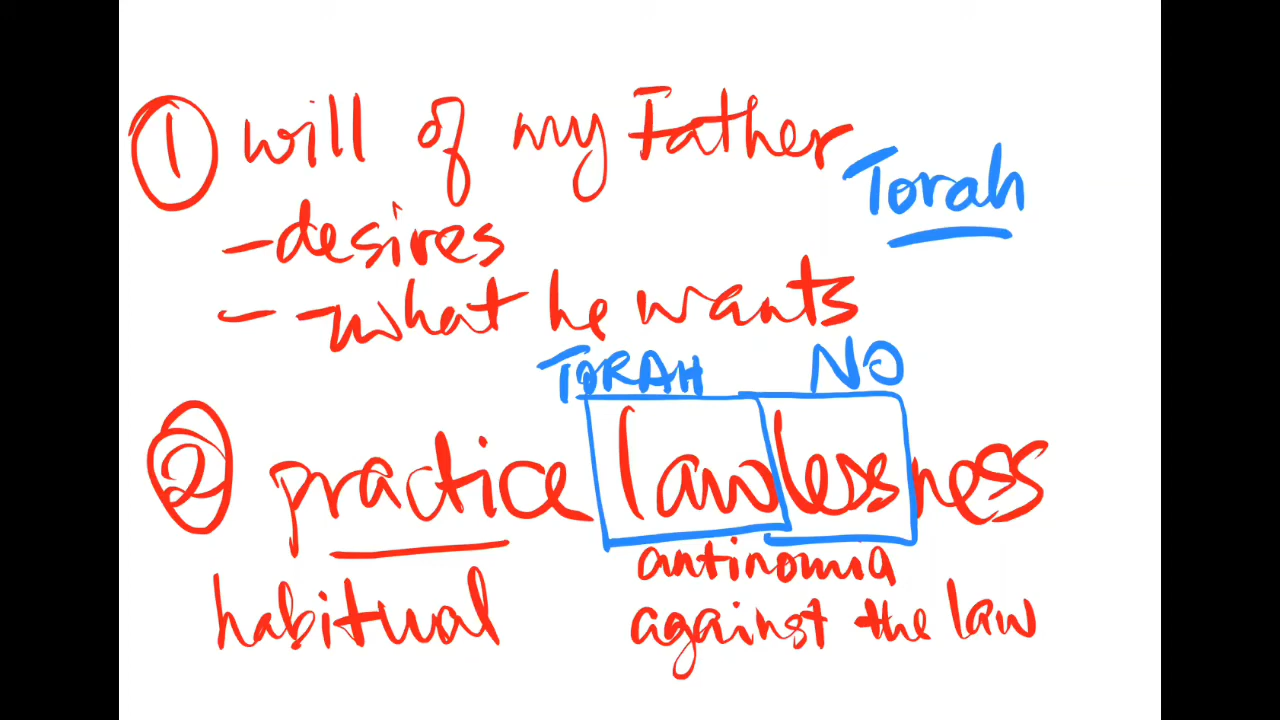 ① will of my Father
Torah
- desires
- - what he wants
TORAH NO
② practice lawlessness
antinomia
habitual against the law